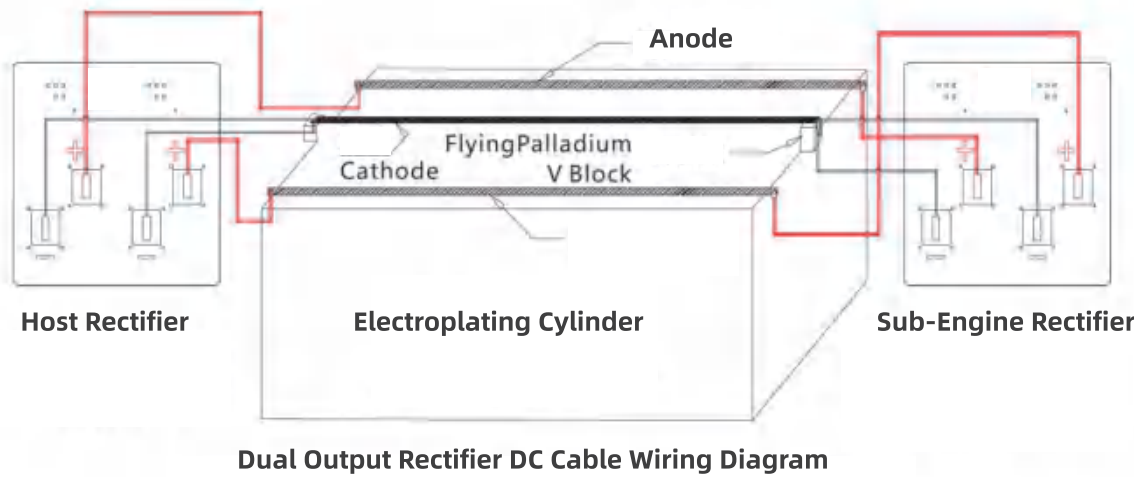 Anode
FlyingPalladium
Cathode
V Block
Host Rectifier
Electroplating Cylinder
Sub-Engine Rectifier
Dual Output Rectifier DC Cable Wiring Diagram